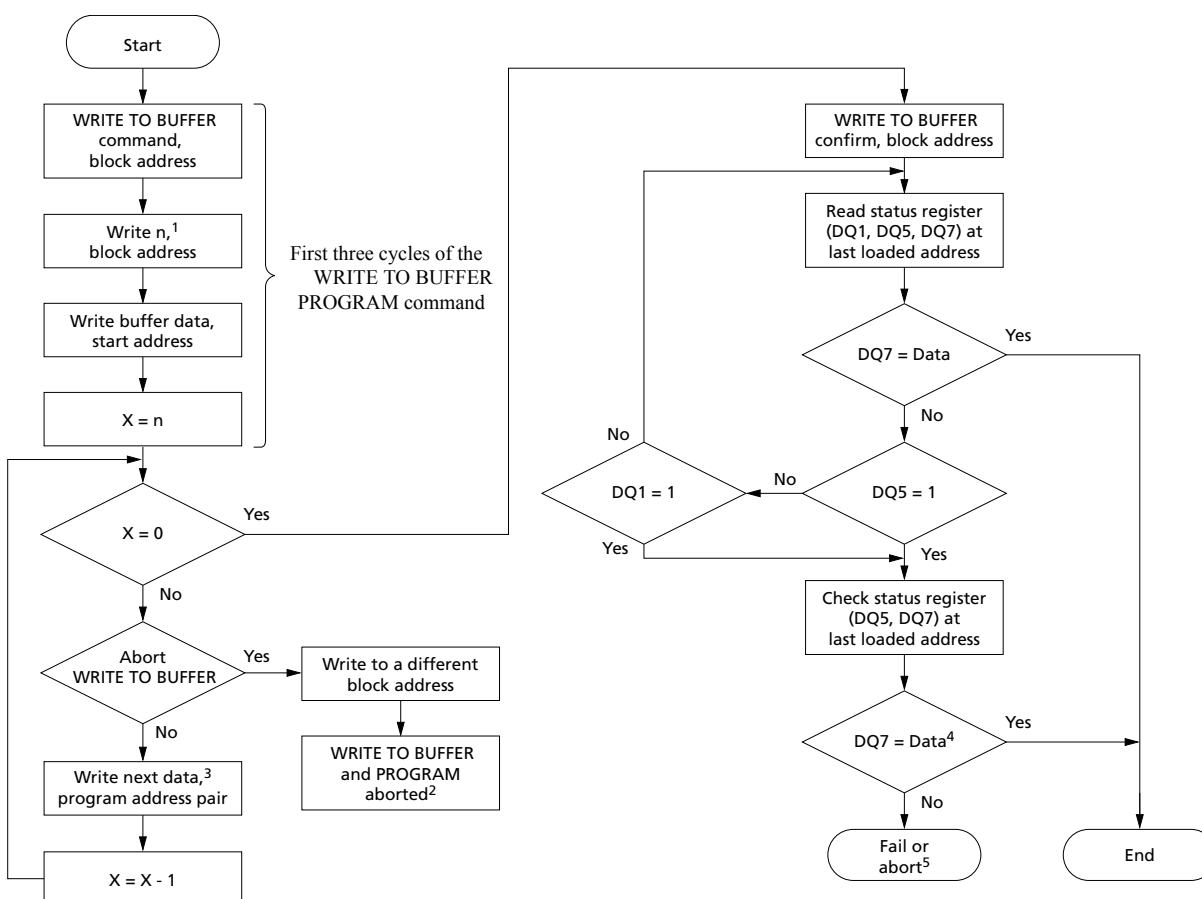 Start
WRITE TO BUFFER
command,
block address
Write n,1
block address
Write buffer data,
start address
X = n
First three cycles of the
WRITE TO BUFFER
PROGRAM command
X = 0
Yes
No
Abort
WRITE TO BUFFER
Yes
No
Write to a different
block address
WRITE TO BUFFER
and PROGRAM
aborted2
Write next data,3
program address pair
X = X - 1
WRITE TO BUFFER
confirm, block address
Read status register
(DQ1, DQ5, DQ7) at
last loaded address
DQ7 = Data
Yes
No
DQ5 = 1
No
Yes
DQ1 = 1
No
Yes
Check status register
(DQ5, DQ7) at
last loaded address
DQ7 = Data4
Yes
No
Fail or
abort5
End